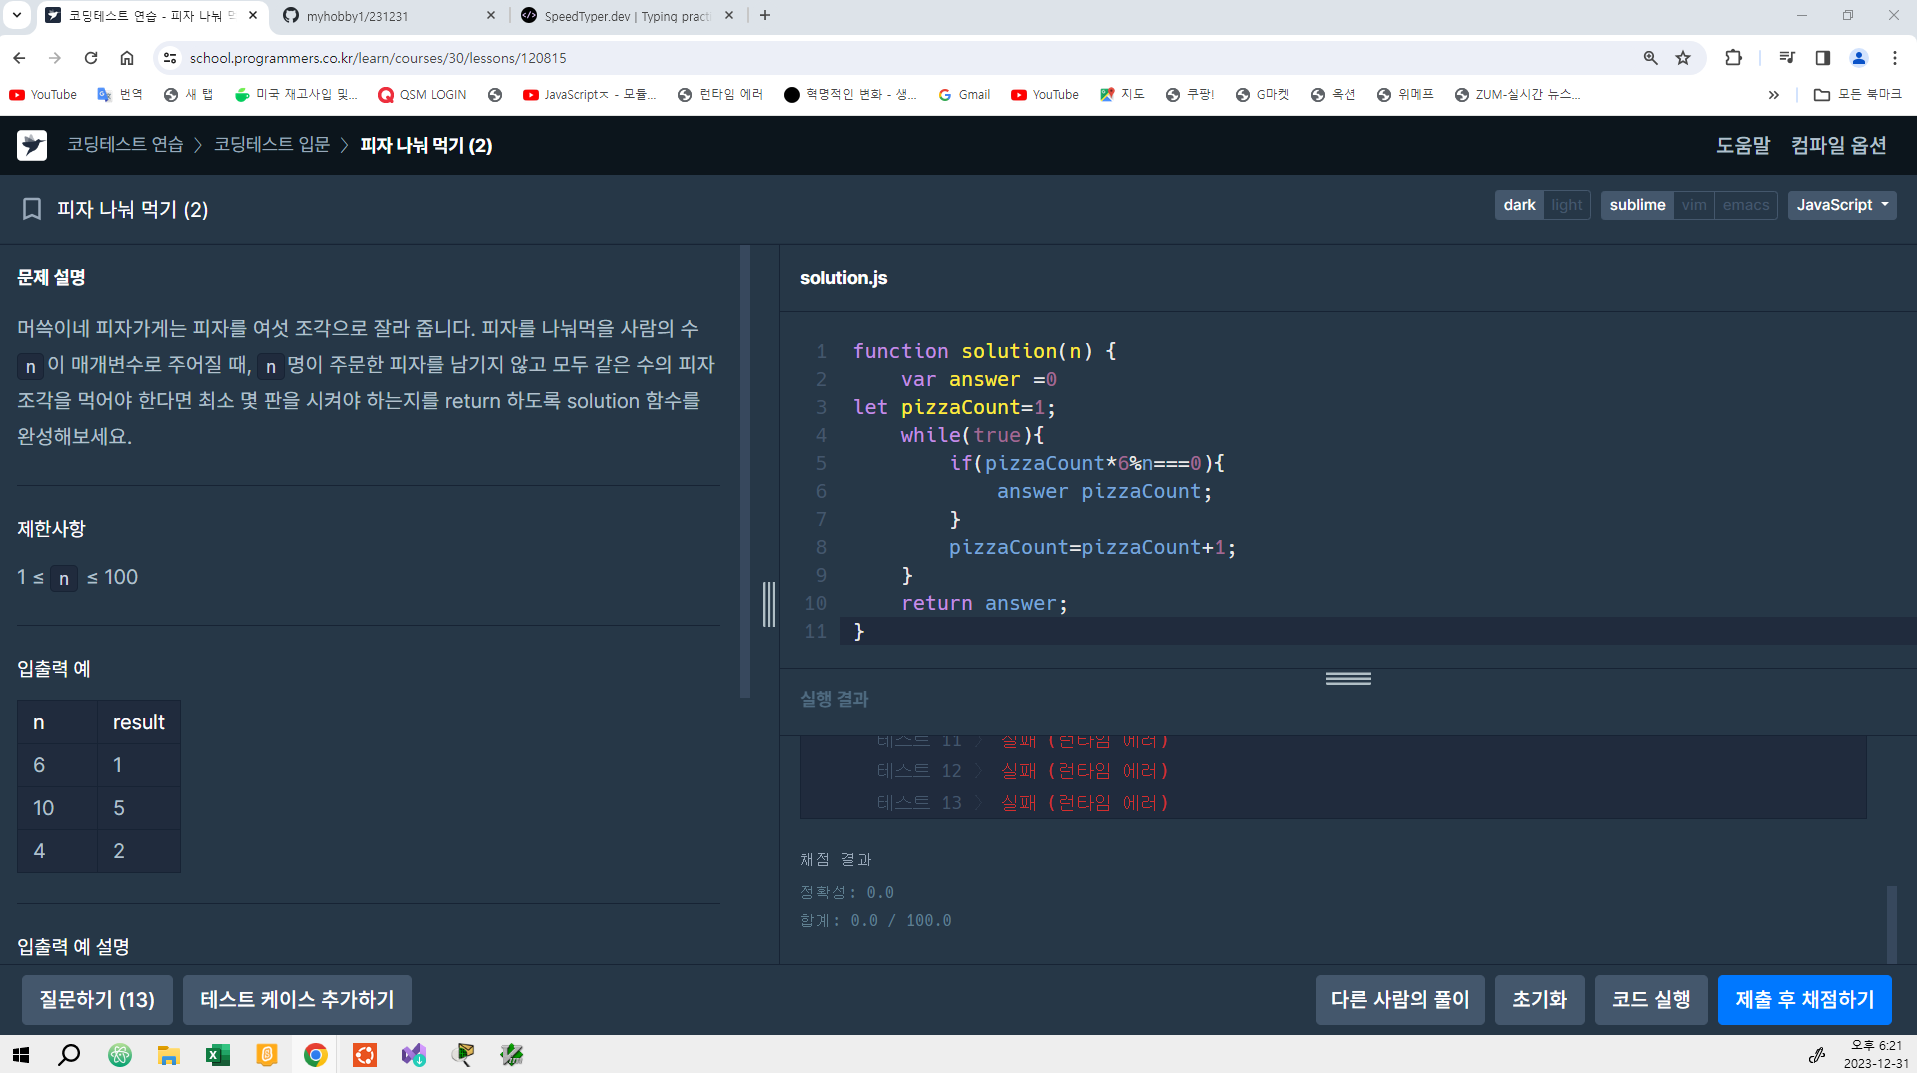 코딩테스트 연습 - 피자 나눠 먹
myhobby1/231231
SpeedTyper.dev | Typing practi
school.programmers.co.kr/learn/courses/30/lessons/120815
YouTube
번역
새 탭
미국 재고사입 및...
QSM LOGIN
JavaScriptㅈ - 모듈...
런타임 에러
혁명적인 변화 - 생...
Gmail
YouTube
지도
쿠팡!
G마켓
옥션
위메프
ZUM-실시간 뉴스...
모든 북마크
코딩테스트 연습 > 코딩테스트 입문 > 피자 나눠 먹기 (2)
도움말 컴파일 옵션
피자 나눠 먹기 (2)
dark light
sublime vim emacs
JavaScript
문제 설명
머쓱이네 피자가게는 피자를 여섯 조각으로 잘라 줍니다. 피자를 나눠먹을 사람의 수
n이 매개변수로 주어질 때, n명이 주문한 피자를 남기지 않고 모두 같은 수의 피자
조각을 먹어야 한다면 최소 몇 판을 시켜야 하는지를 return 하도록 solution 함수를
완성해보세요.
제한사항
1 ≤ n ≤ 100
입출력 예
n result
6 1
10 5
4 2
입출력 예 설명
solution.js
1 function solution(n) {
2 var answer =0
3 let pizzaCount=1;
4 while(true){
5 if(pizzaCount*6%n===0){
6 answer pizzaCount;
7 }
8 pizzaCount=pizzaCount+1;
9 }
10 return answer;
11 }
실행 결과
테스트 11 > 실패 (런타임 에러)
테스트 12 > 실패 (런타임 에러)
테스트 13 > 실패 (런타임 에러)
채점 결과
정확성: 0.0
합계: 0.0 / 100.0
질문하기 (13)
테스트 케이스 추가하기
다른 사람의 풀이
초기화
코드 실행
제출 후 채점하기
오후 6:21
2023-12-31